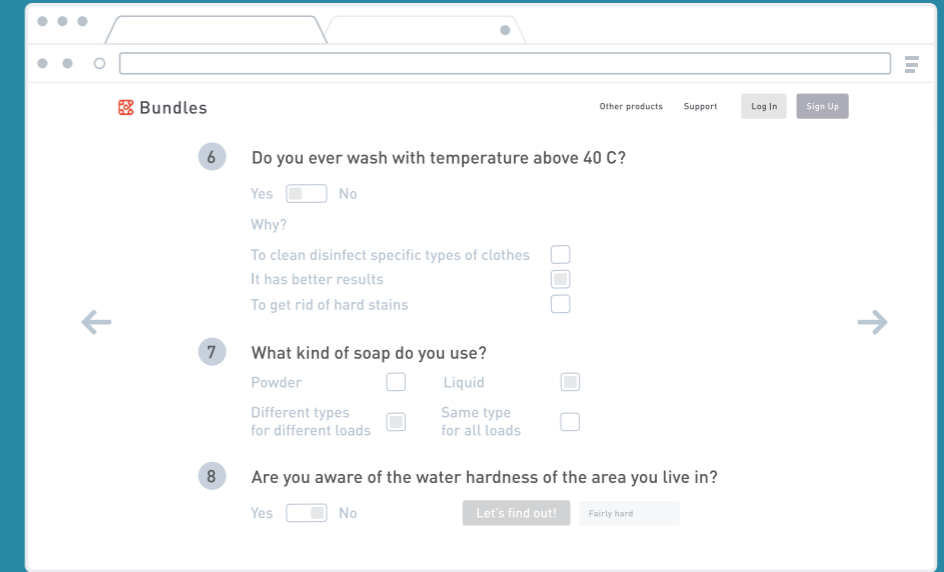 Bundles
Other products Support Log In Sign Up
6 Do you ever wash with temperature above 40 C?
Yes No
Why?
To clean disinfect specific types of clothes
It has better results
To get rid of hard stains
7 What kind of soap do you use?
Powder Liquid
Different types
for different loads
Same type
for all loads
8 Are you aware of the water hardness of the area you live in?
Yes No Let's find out! Fairly hard